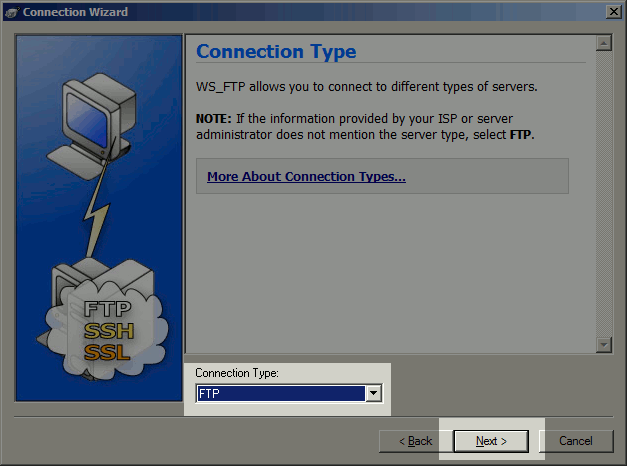 Connection Wizard
Connection Type
WS_FTP allows you to connect to different types of servers.
NOTE: If the information provided by your ISP or server
administrator does not mention the server type, select FTP.
More About Connection Types...
FTP
SSH
SSL
Connection Type:
FTP
< Back
Next >
Cancel